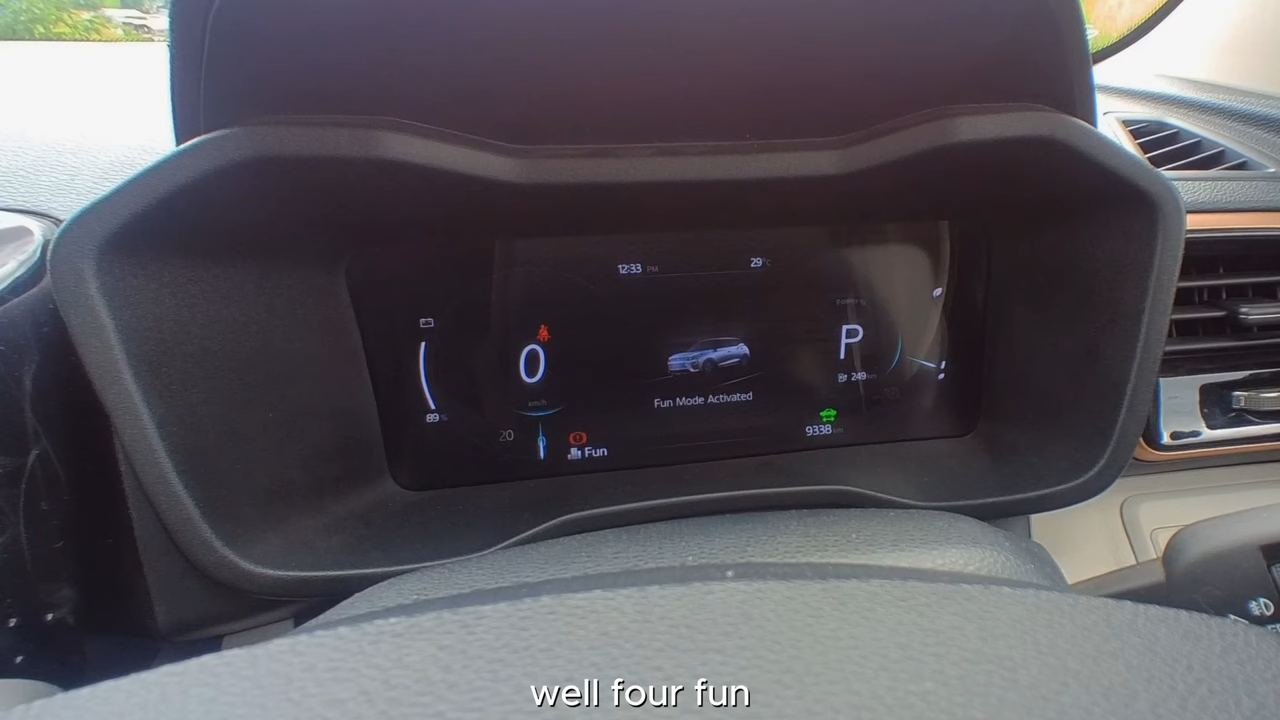 12:33 PM
29°C
0
km/h
P
249 km
89 %
Fun Mode Activated
20
Fun
9338 km
well four fun